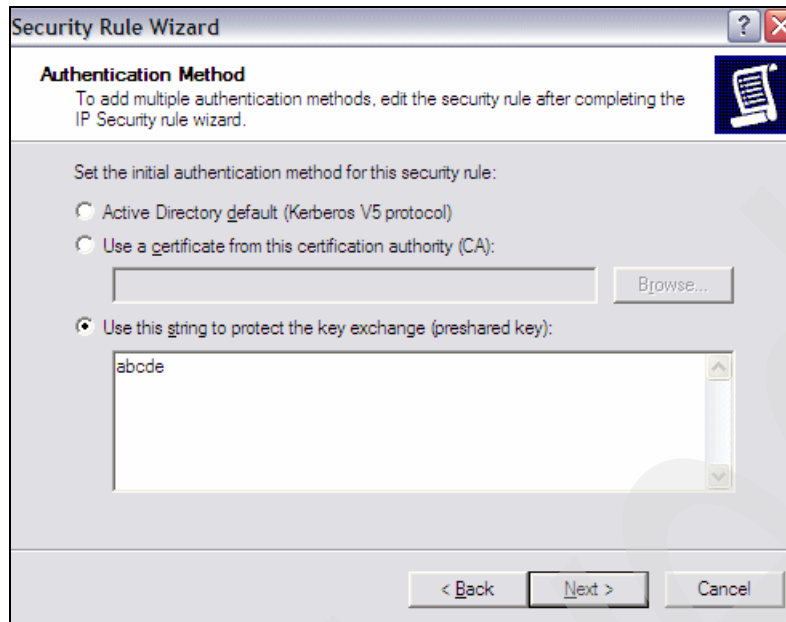 Security Rule Wizard
Authentication Method
To add multiple authentication methods, edit the security rule after completing the
IP Security rule wizard.
Set the initial authentication method for this security rule:
Active Directory default (Kerberos V5 protocol)
Use a certificate from this certification authority (CA):
Browse...
Use this string to protect the key exchange (preshared key):
abcde
< Back Next > Cancel